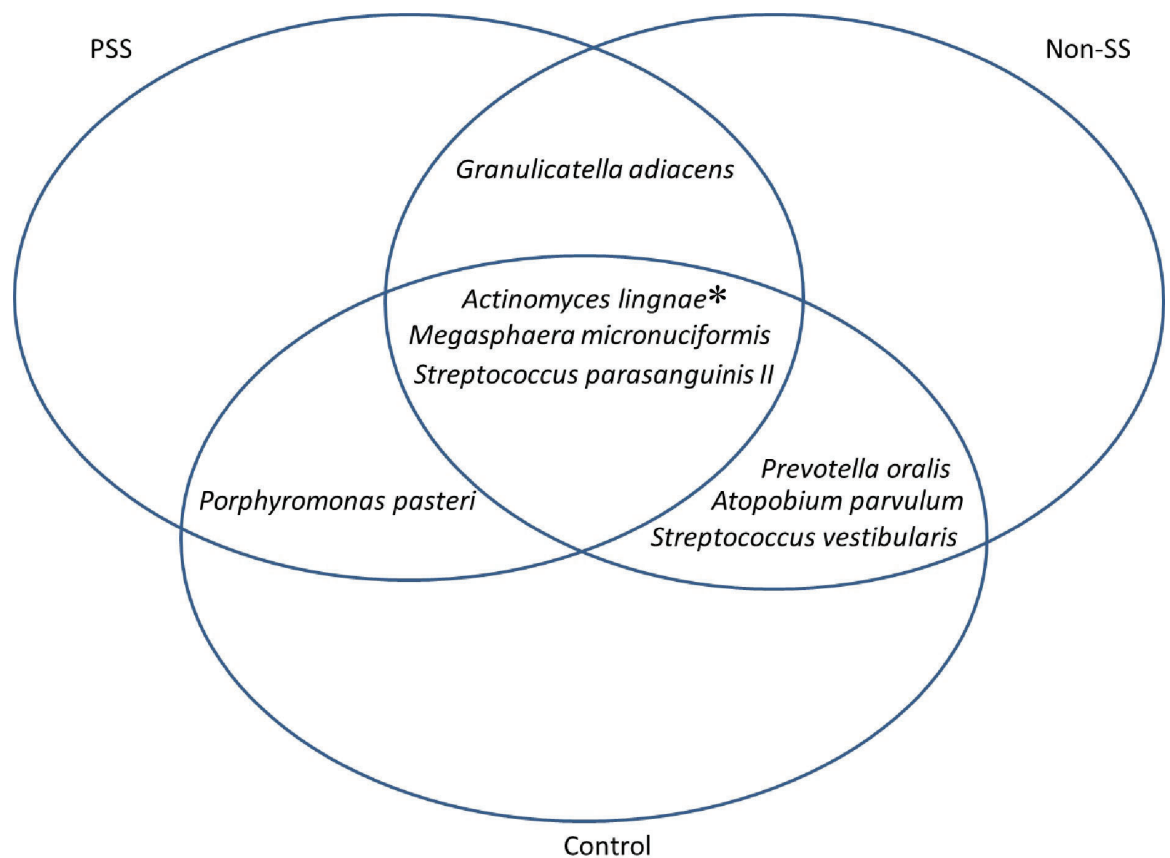 PSS
Non-SS
Granulicatella adiacens
Actinomyces lingnae*
Megasphaera micronuciformis
Streptococcus parasanguinis II
Prevotella oralis
Porphyromonas pasteri
Atopobium parvulum
Streptococcus vestibularis
Control